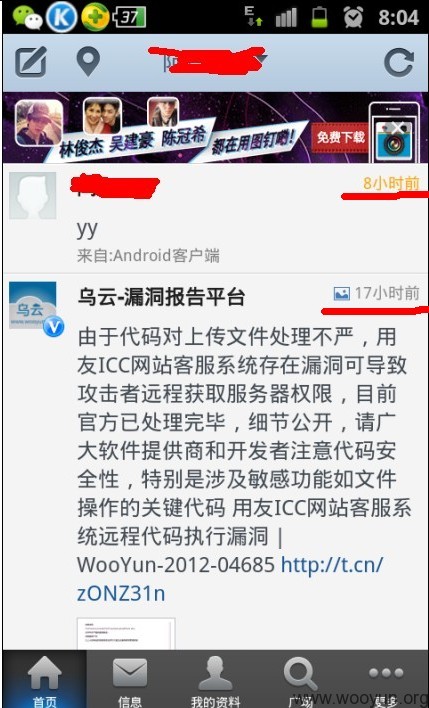 37
E
8:04
林俊杰 吴建豪 陈冠希 都在用图钉啦!
免费下载
8小时前
yy
来自:Android客户端
乌云
www.wooyun
V
乌云-漏洞报告平台
17小时前
由于代码对上传文件处理不严，用
友ICC网站客服系统存在漏洞可导致
攻击者远程获取服务器权限，目前
官方已处理完毕，细节公开，请广
大软件提供商和开发者注意代码安
全性，特别是涉及敏感功能如文件
操作的关键代码 用友ICC网站客服系
统远程代码执行漏洞 |
WooYun-2012-04685 http://t.cn/
zONZ31n
首页 信息 我的资料 广场 更多
www.wooyun.org